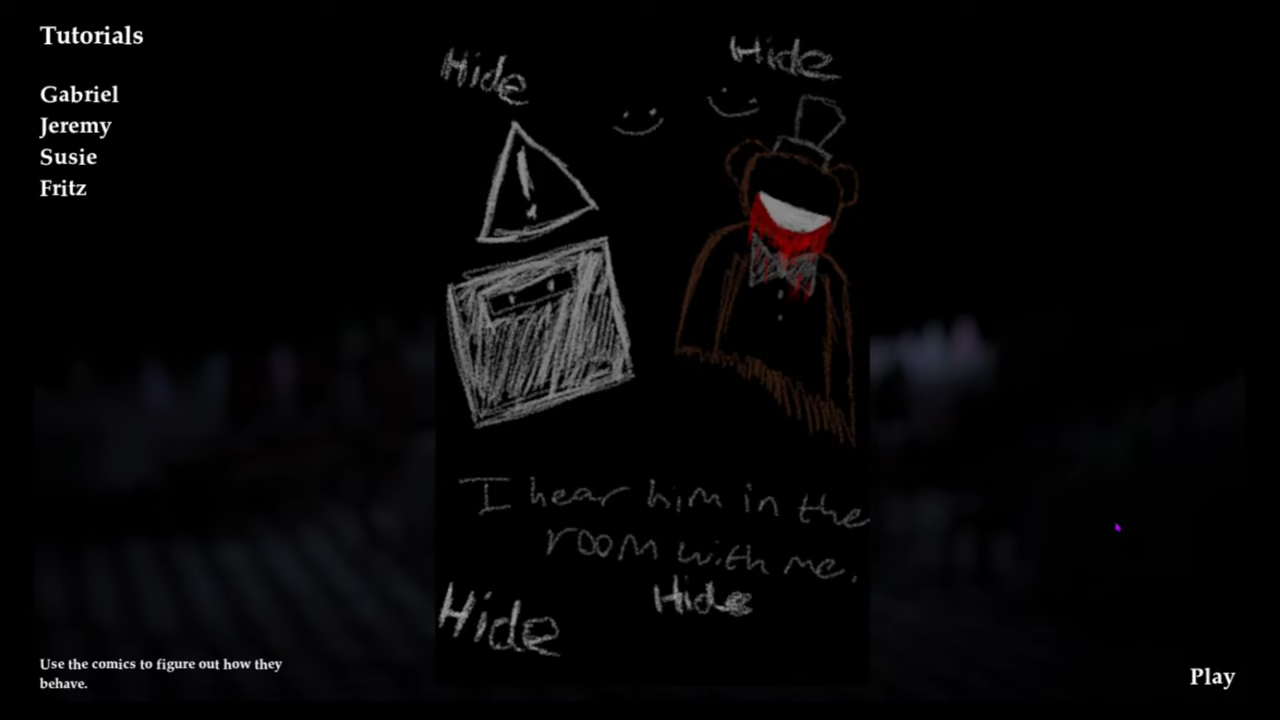 Tutorials
Gabriel
Jeremy
Susie
Fritz
Hide
Hide
!
I hear him in the
room with me.
Hide
Hide
Use the comics to figure out how they
behave.
Play